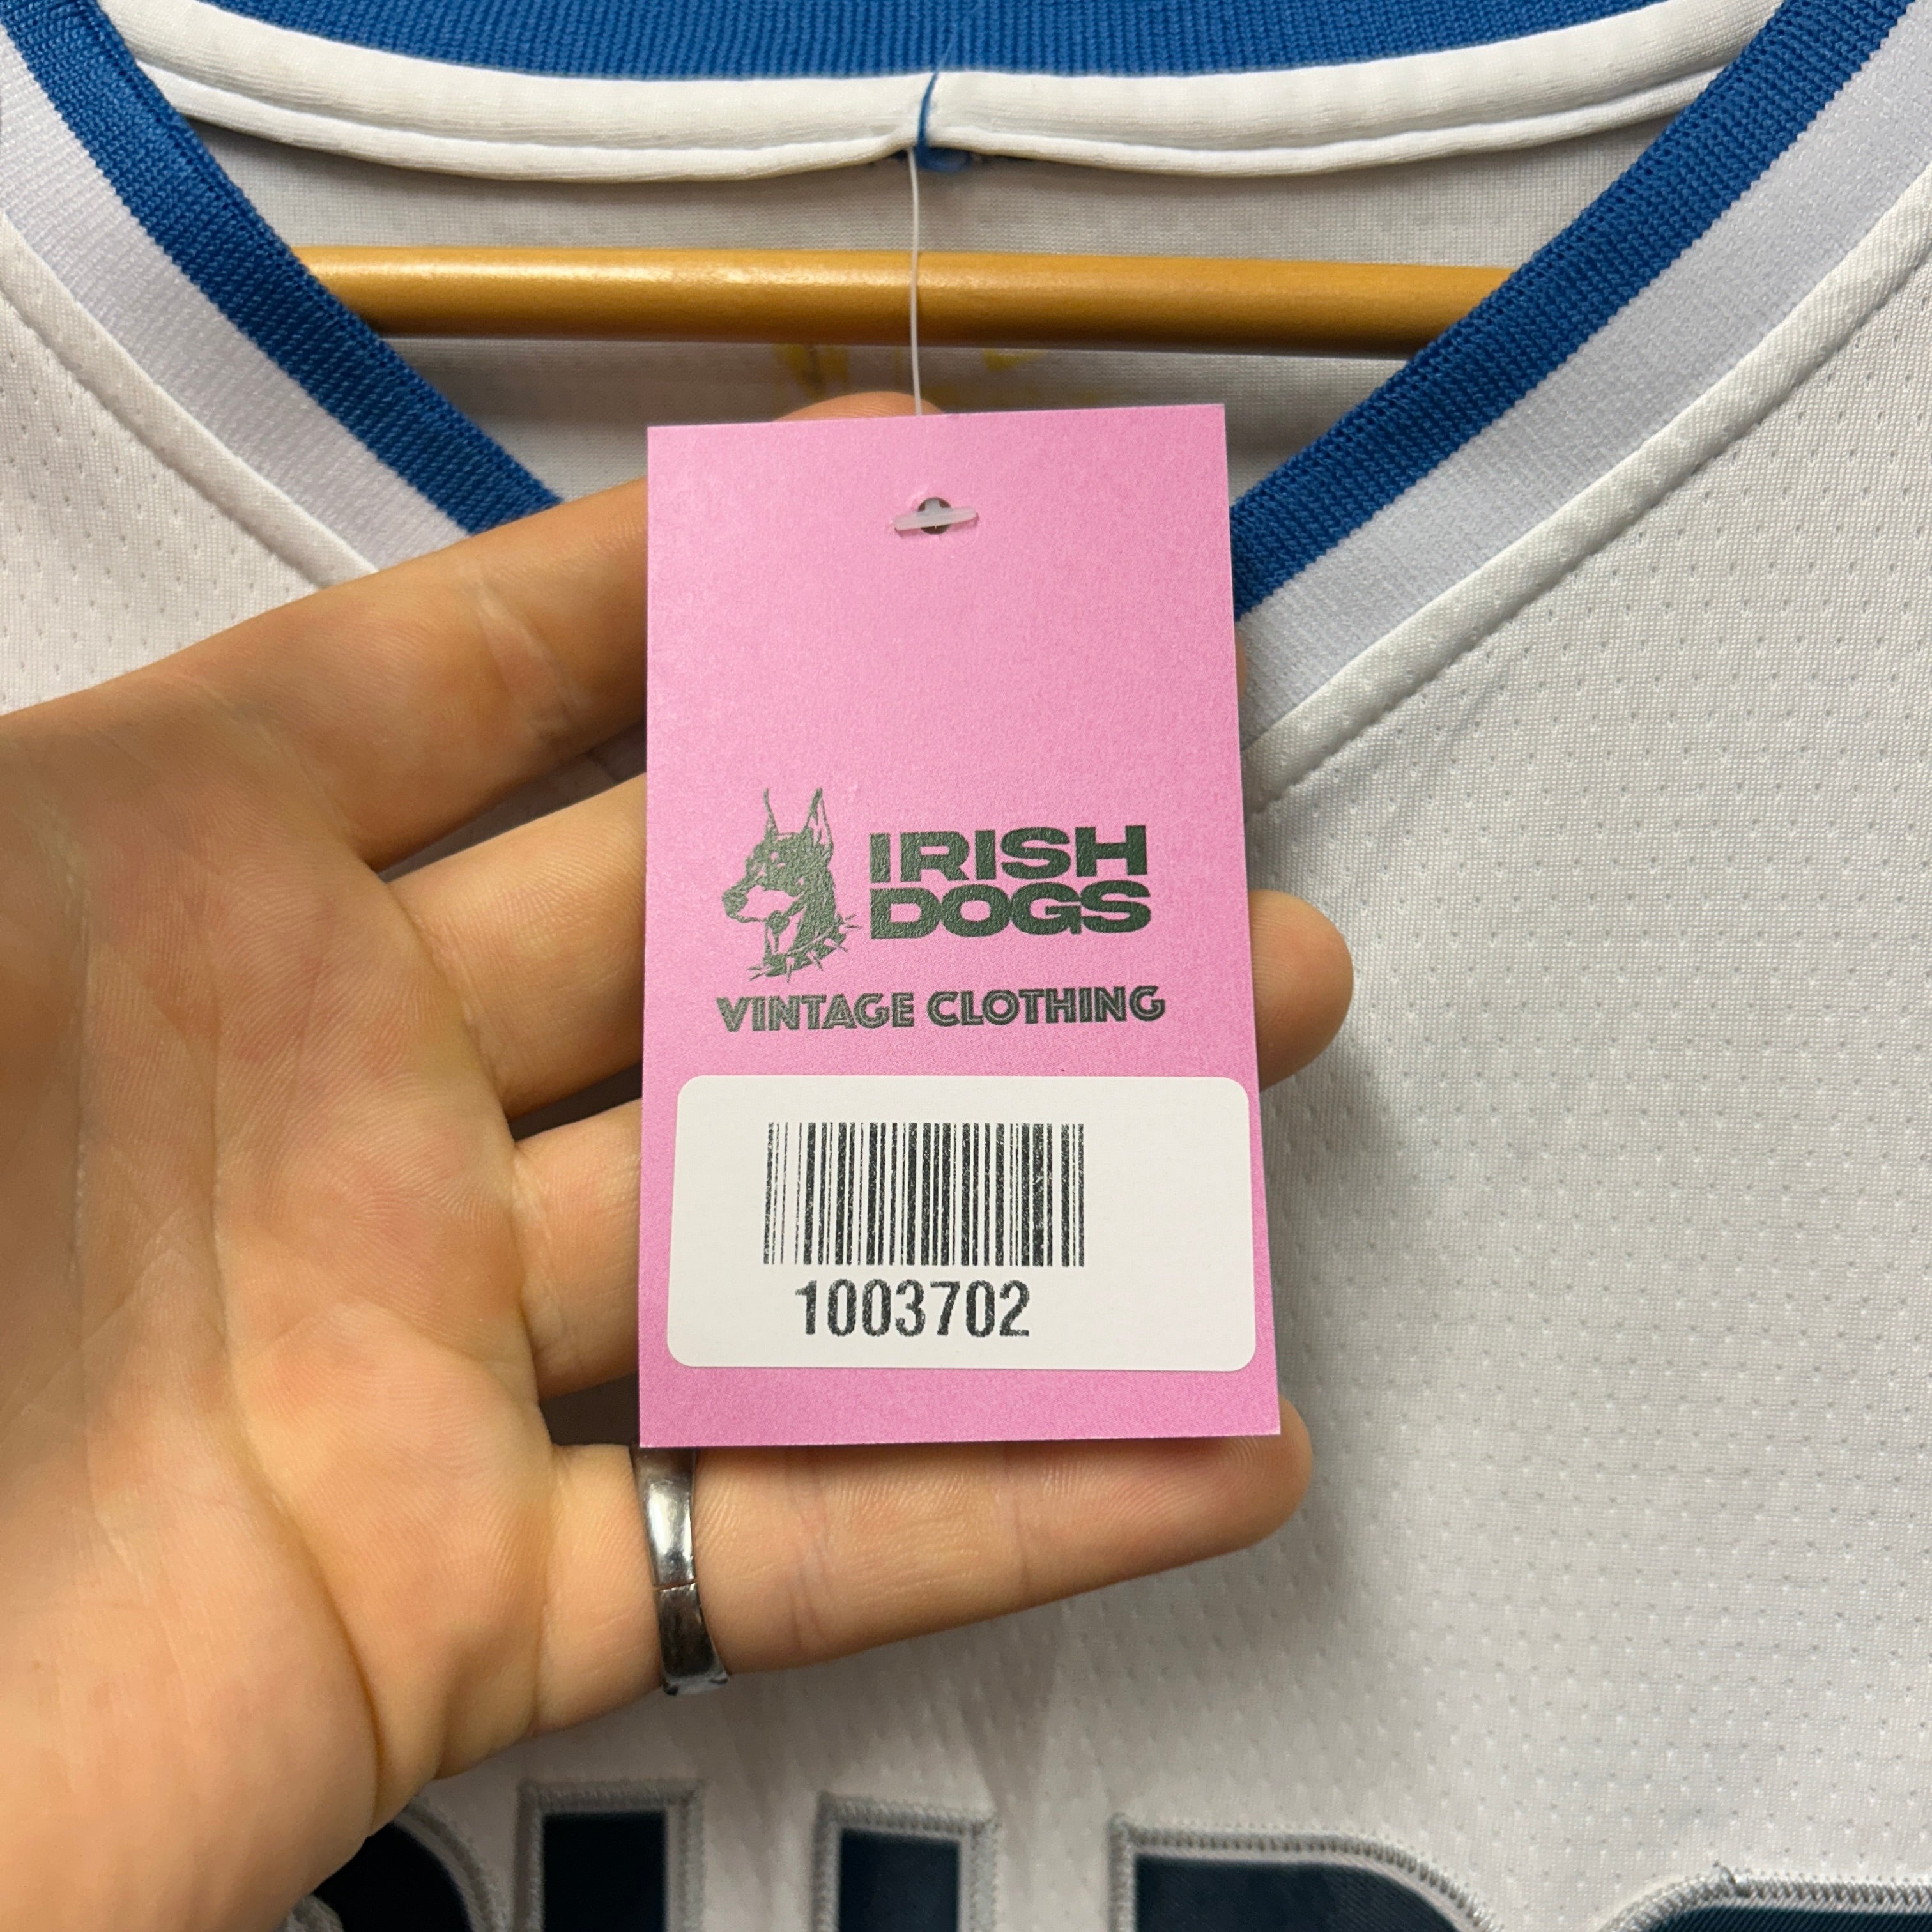 IRISH
DOGS
VINTAGE CLOTHING
1003702